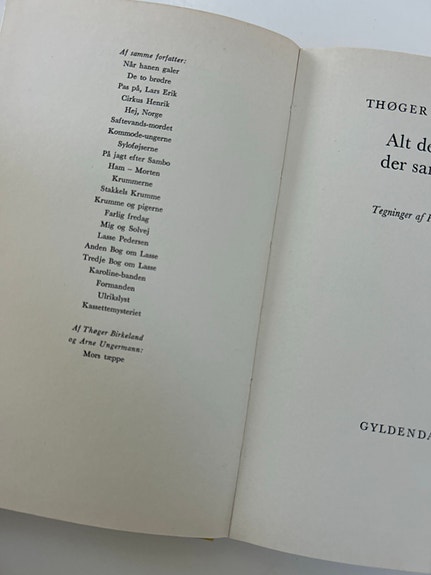 Af samme forfatter:
Når hanen galer
De to brødre
Pas på, Lars Erik
Cirkus Henrik
Hej, Norge
Saftevands-mordet
Kommode-ungerne
Syloføjserne
På jagt efter Sambo
Ham – Morten
Krummerne
Stakkels Krumme
Krumme og pigerne
Farlig fredag
Mig og Solvej
Lasse Pedersen
Anden Bog om Lasse
Tredje Bog om Lasse
Karoline-banden
Formanden
Ulrikslyst
Kassettemysteriet
Af Thøger Birkeland
og Arne Ungermann:
Mors tæppe
THØGER
Alt de
der sam
Tegninger af
GYLDENDA